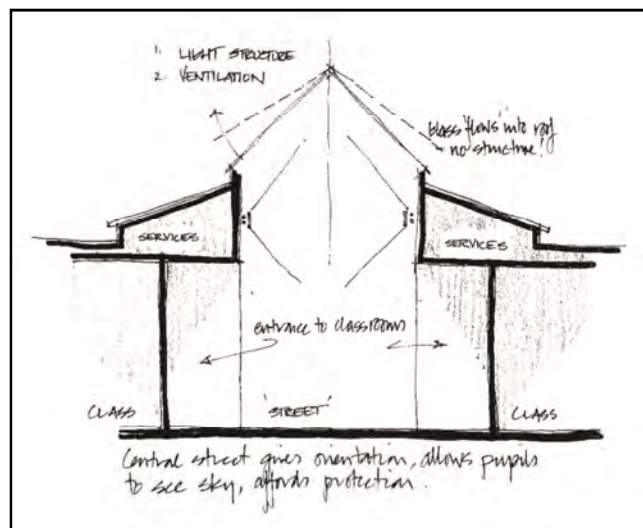 1. LIGHT STRUCTURE
2. VENTILATION
glass 'flows' into roof
- no structure!
SERVICES
SERVICES
entrance to classrooms
CLASS
'STREET'
CLASS
Central street gives orientation, allows pupils
to see sky, affords protection.